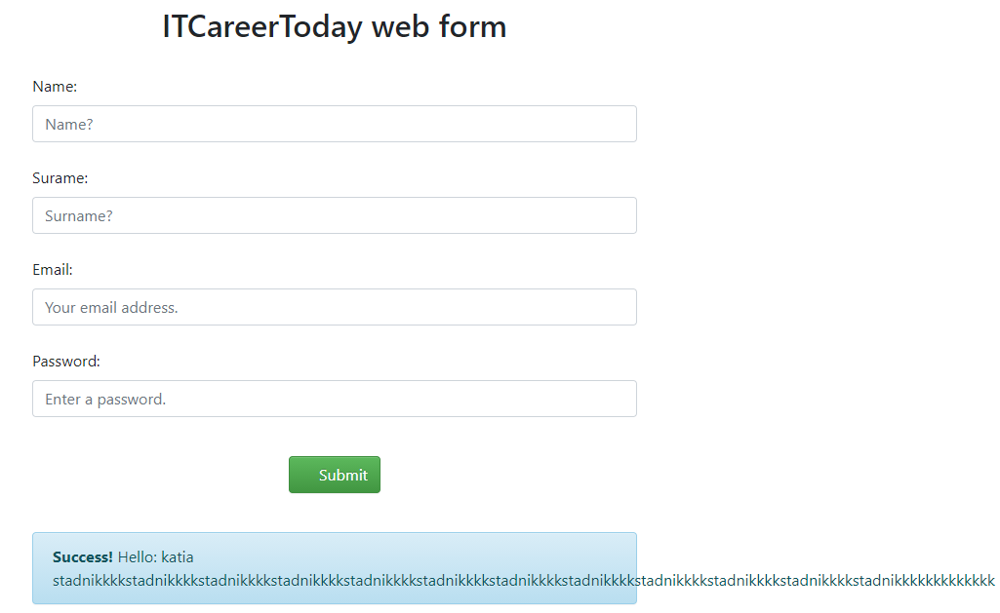 ITCareerToday web form
Name:
Name?
Surame:
Surname?
Email:
Your email address.
Password:
Enter a password.
Submit
Success! Hello: katia
stadnikkkkstadnikkkkstadnikkkkstadnikkkkstadnikkkkstadnikkkkstadnikkkkstadnikkkkstadnikkkkstadnikkkkstadnikkkkstadnikkkkkkkkkkkkk